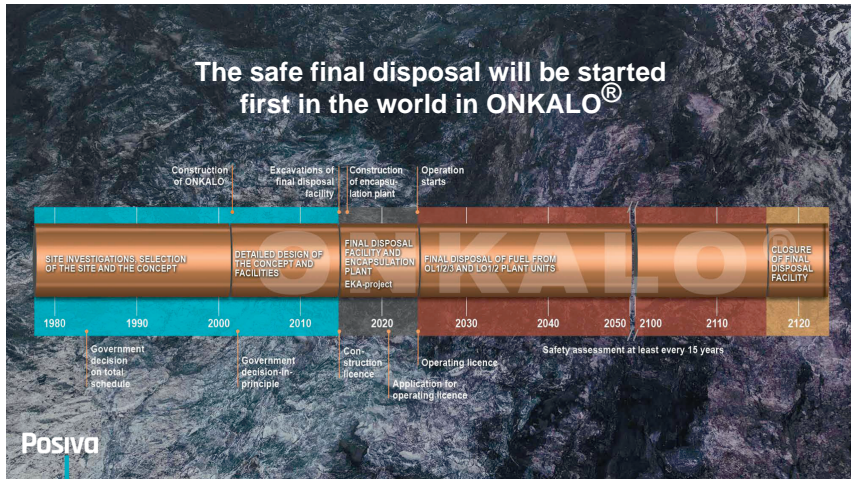 The safe final disposal will be started
first in the world in ONKALO®
Construction
of ONKALO®
Excavations of
final disposal
facility
Construction
of encapsu-
lation plant
Operation
starts
ONKALO®
SITE INVESTIGATIONS, SELECTION
OF THE SITE AND THE CONCEPT
DETAILED DESIGN OF
THE CONCEPT AND
FACILITIES
FINAL DISPOSAL
FACILITY AND
ENCAPSULATION
PLANT
EKA-project
FINAL DISPOSAL OF FUEL FROM
OL1/2/3 AND LO1/2 PLANT UNITS
CLOSURE
OF FINAL
DISPOSAL
FACILITY
1980 1990 2000 2010 2020 2030 2040 2050 2100 2110 2120
Government
decision
on total
schedule
Government
decision-in-
principle
Con-
struction
licence
Application for
operating licence
Operating licence
Safety assessment at least every 15 years
Posiva